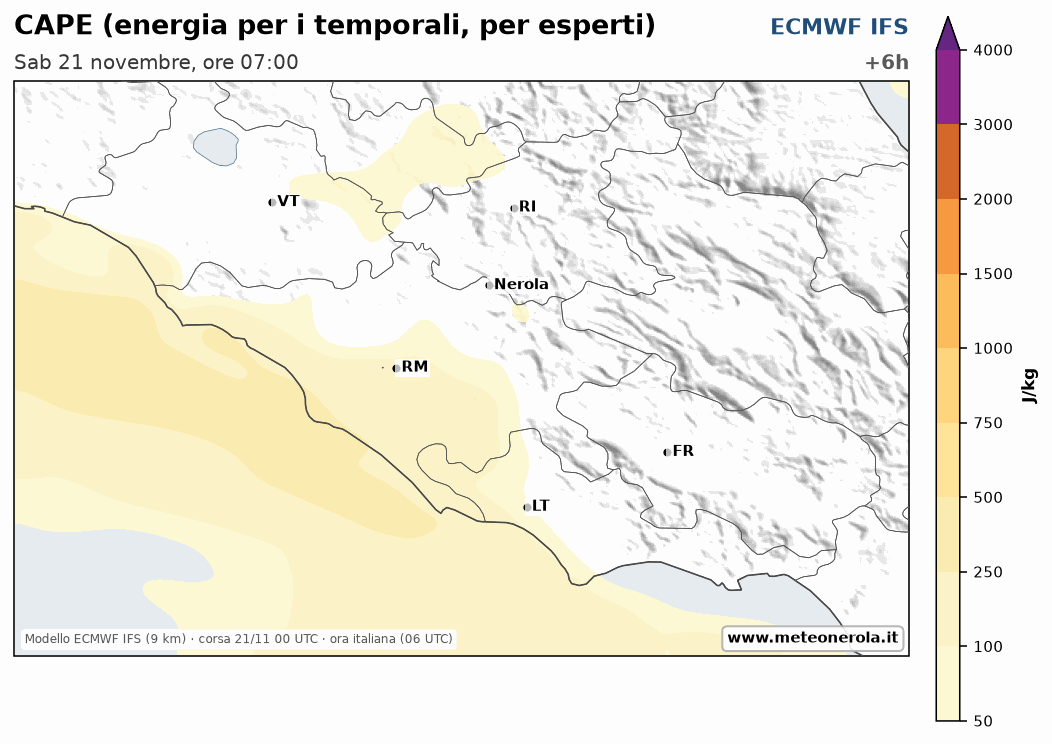 CAPE (energia per i temporali, per esperti)
ECMWF IFS
Sab 21 novembre, ore 07:00
+6h
VT
RI
Nerola
RM
FR
LT
Modello ECMWF IFS (9 km) · corsa 21/11 00 UTC · ora italiana (06 UTC)
www.meteonerola.it
4000
3000
2000
1500
1000
750
500
250
100
50
J/kg